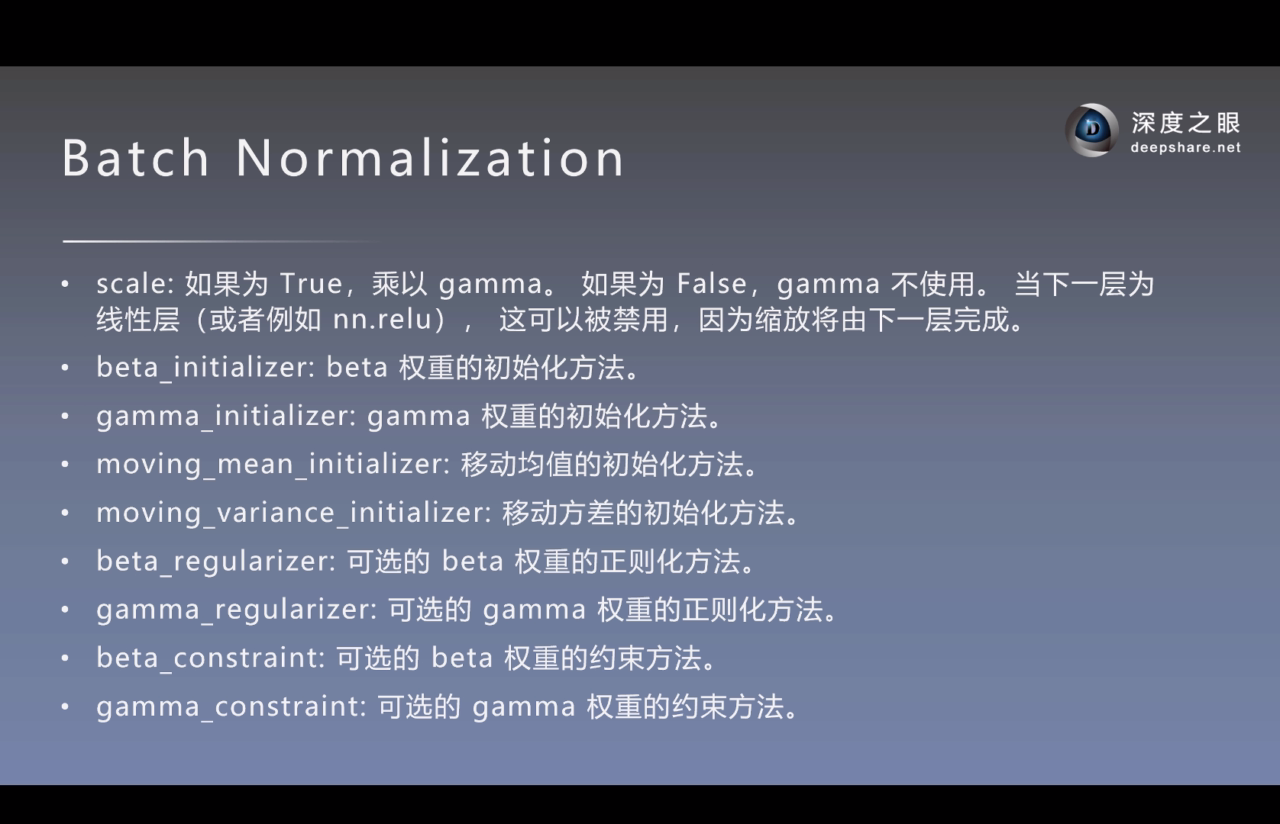 深度之眼
deepshare.net
Batch Normalization
• scale: 如果为 True，乘以 gamma。 如果为 False，gamma 不使用。 当下一层为
线性层（或者例如 nn.relu）， 这可以被禁用，因为缩放将由下一层完成。
• beta_initializer: beta 权重的初始化方法。
• gamma_initializer: gamma 权重的初始化方法。
• moving_mean_initializer: 移动均值的初始化方法。
• moving_variance_initializer: 移动方差的初始化方法。
• beta_regularizer: 可选的 beta 权重的正则化方法。
• gamma_regularizer: 可选的 gamma 权重的正则化方法。
• beta_constraint: 可选的 beta 权重的约束方法。
• gamma_constraint: 可选的 gamma 权重的约束方法。